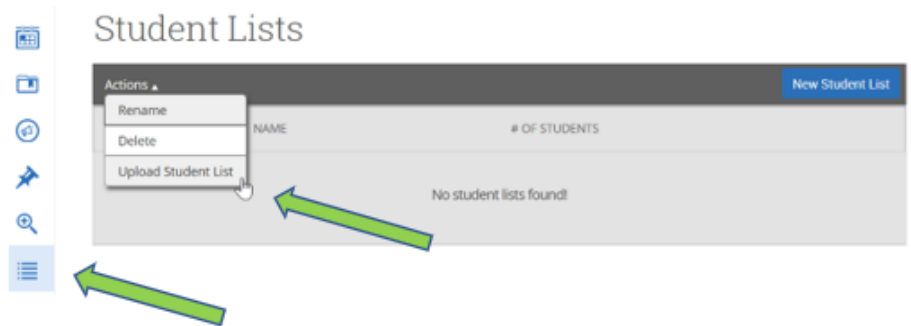 Student Lists
Actions
New Student List
Rename
NAME
# OF STUDENTS
Delete
Upload Student List
No student lists found!